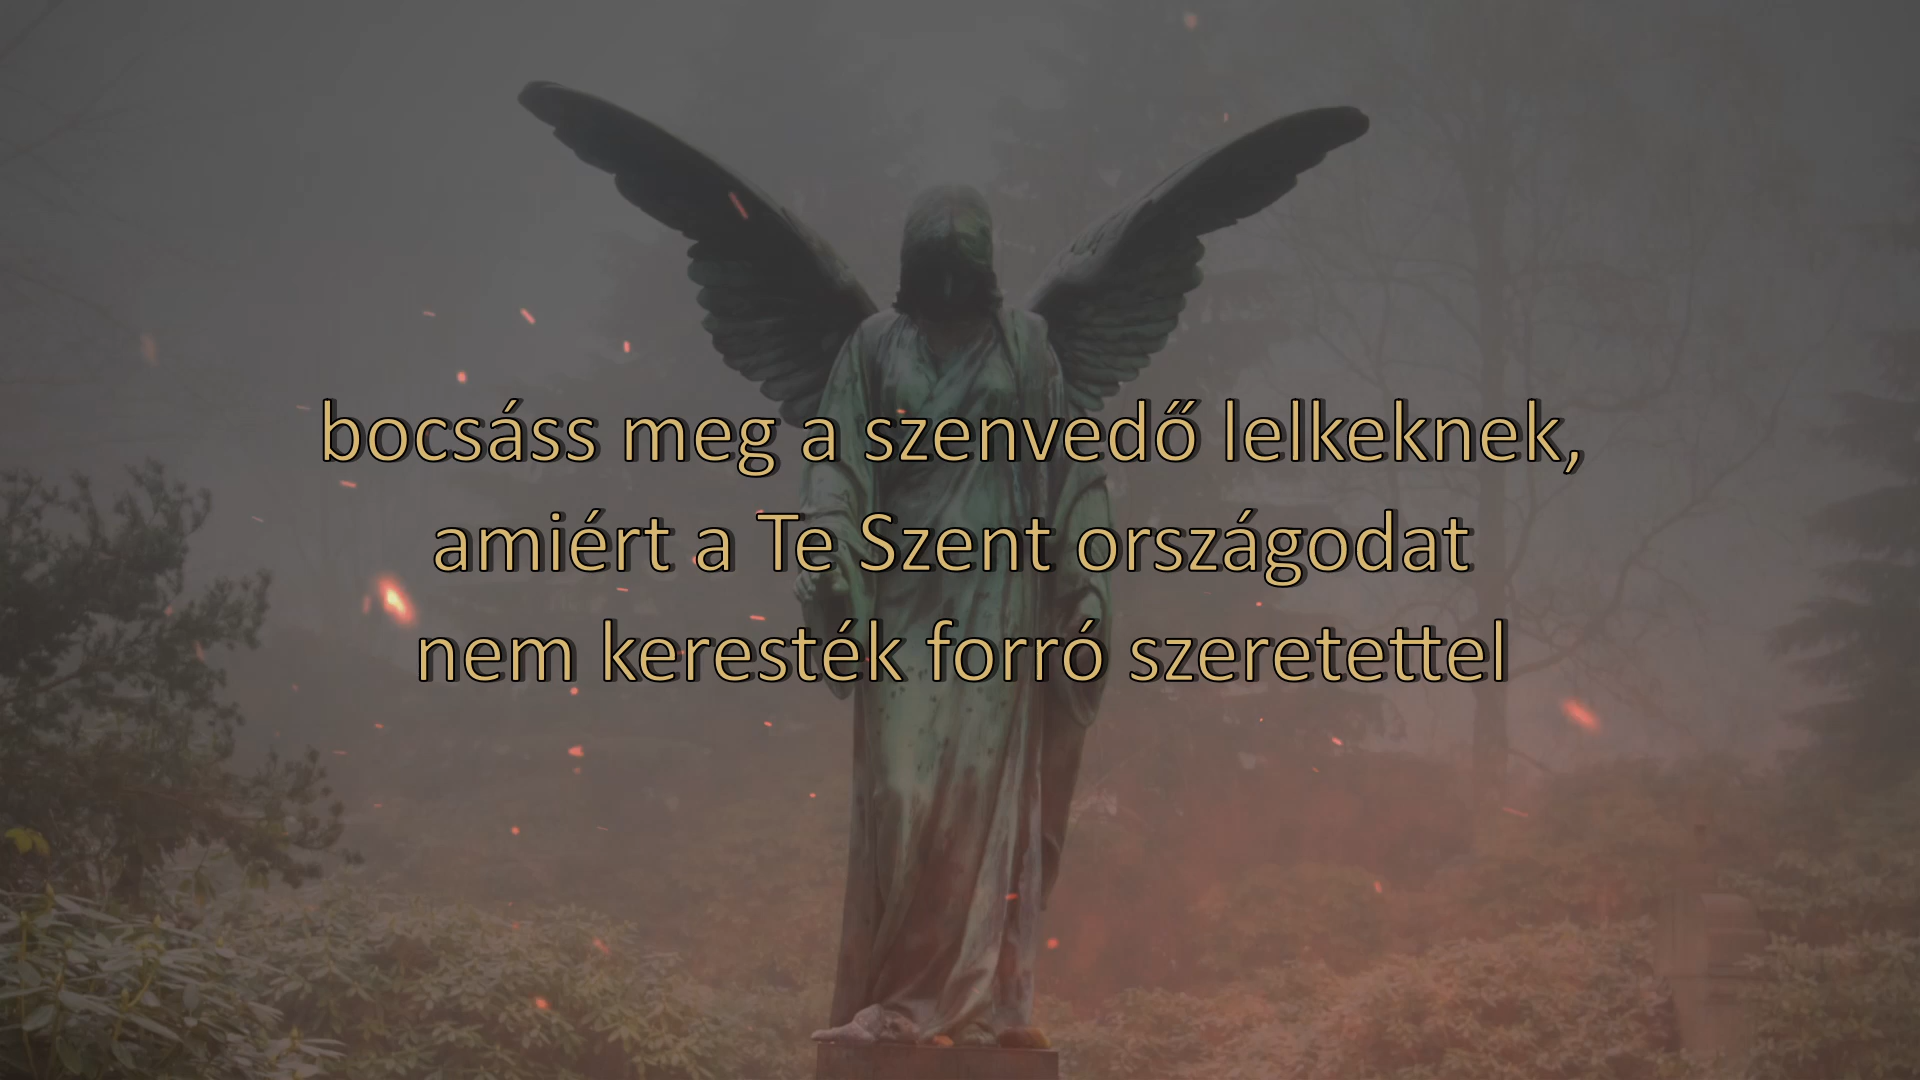 bocsáss meg a szenvedő lelkeknek,
amiért a Te Szent országodat
nem keresték forró szeretettel